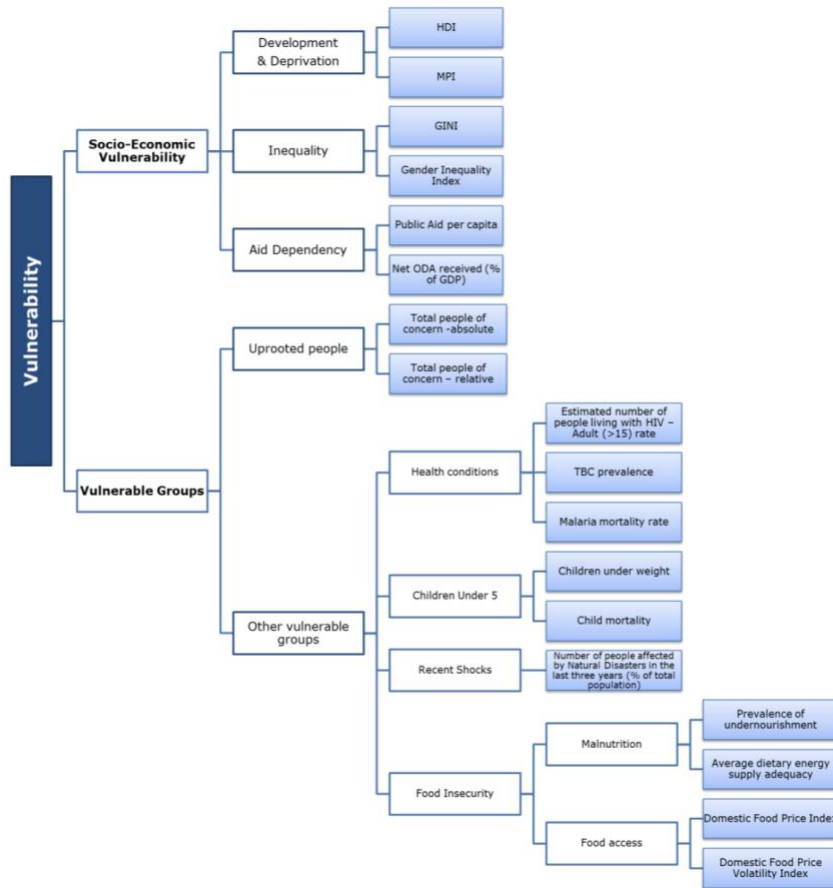 Vulnerability
Socio-Economic
Vulnerability
Development
& Deprivation
HDI
MPI
Inequality
GINI
Gender Inequality
Index
Aid Dependency
Public Aid per capita
Net ODA received (%
of GDP)
Vulnerable Groups
Uprooted people
Total people of
concern -absolute
Total people of
concern – relative
Other vulnerable
groups
Health conditions
Estimated number of
people living with HIV –
Adult (>15) rate
TBC prevalence
Malaria mortality rate
Children Under 5
Children under weight
Child mortality
Recent Shocks
Number of people affected
by Natural Disasters in the
last three years (% of total
population)
Food Insecurity
Malnutrition
Prevalence of
undernourishment
Average dietary energy
supply adequacy
Food access
Domestic Food Price Index
Domestic Food Price
Volatility Index